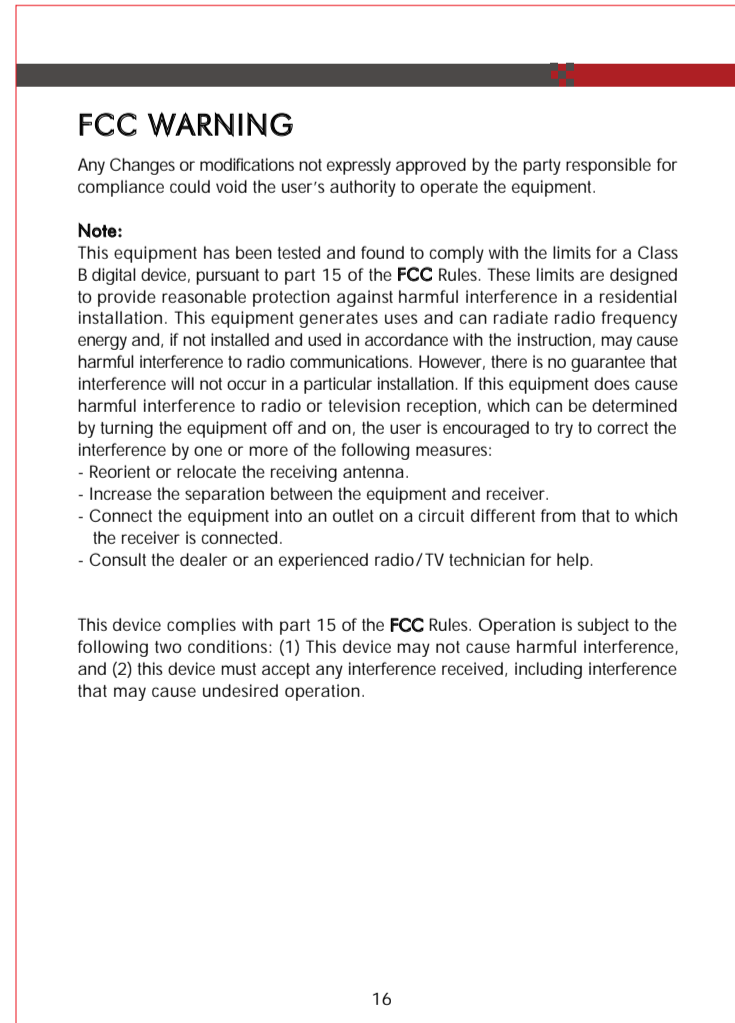 FCC WARNING
Any Changes or modifications not expressly approved by the party responsible for
compliance could void the user's authority to operate the equipment.
Note:
This equipment has been tested and found to comply with the limits for a Class
B digital device, pursuant to part 15 of the FCC Rules. These limits are designed
to provide reasonable protection against harmful interference in a residential
installation. This equipment generates uses and can radiate radio frequency
energy and, if not installed and used in accordance with the instruction, may cause
harmful interference to radio communications. However, there is no guarantee that
interference will not occur in a particular installation. If this equipment does cause
harmful interference to radio or television reception, which can be determined
by turning the equipment off and on, the user is encouraged to try to correct the
interference by one or more of the following measures:
- Reorient or relocate the receiving antenna.
- Increase the separation between the equipment and receiver.
- Connect the equipment into an outlet on a circuit different from that to which
the receiver is connected.
- Consult the dealer or an experienced radio/TV technician for help.
This device complies with part 15 of the FCC Rules. Operation is subject to the
following two conditions: (1) This device may not cause harmful interference,
and (2) this device must accept any interference received, including interference
that may cause undesired operation.
16